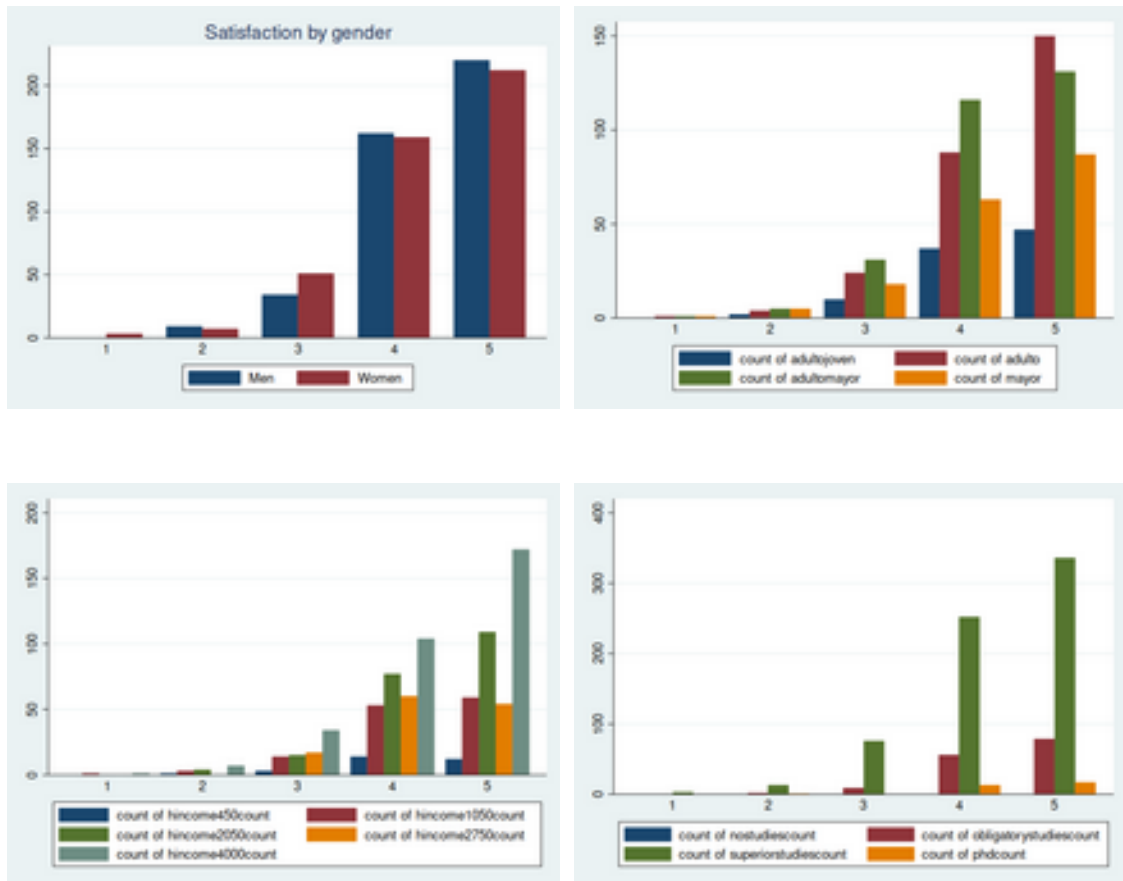 Satisfaction by gender
200
150
100
50
0
1 2 3 4 5
Men Women
150
100
50
0
1 2 3 4 5
count of adultojoven count of adulto
count of adultomayor count of mayor
200
150
100
50
0
1 2 3 4 5
count of hincome450count count of hincome1050count
count of hincome2050count count of hincome2750count
count of hincome4000count
400
300
200
100
0
1 2 3 4 5
count of nostudiescount count of obligatorystudiescount
count of superiorstudiescount count of phdcount